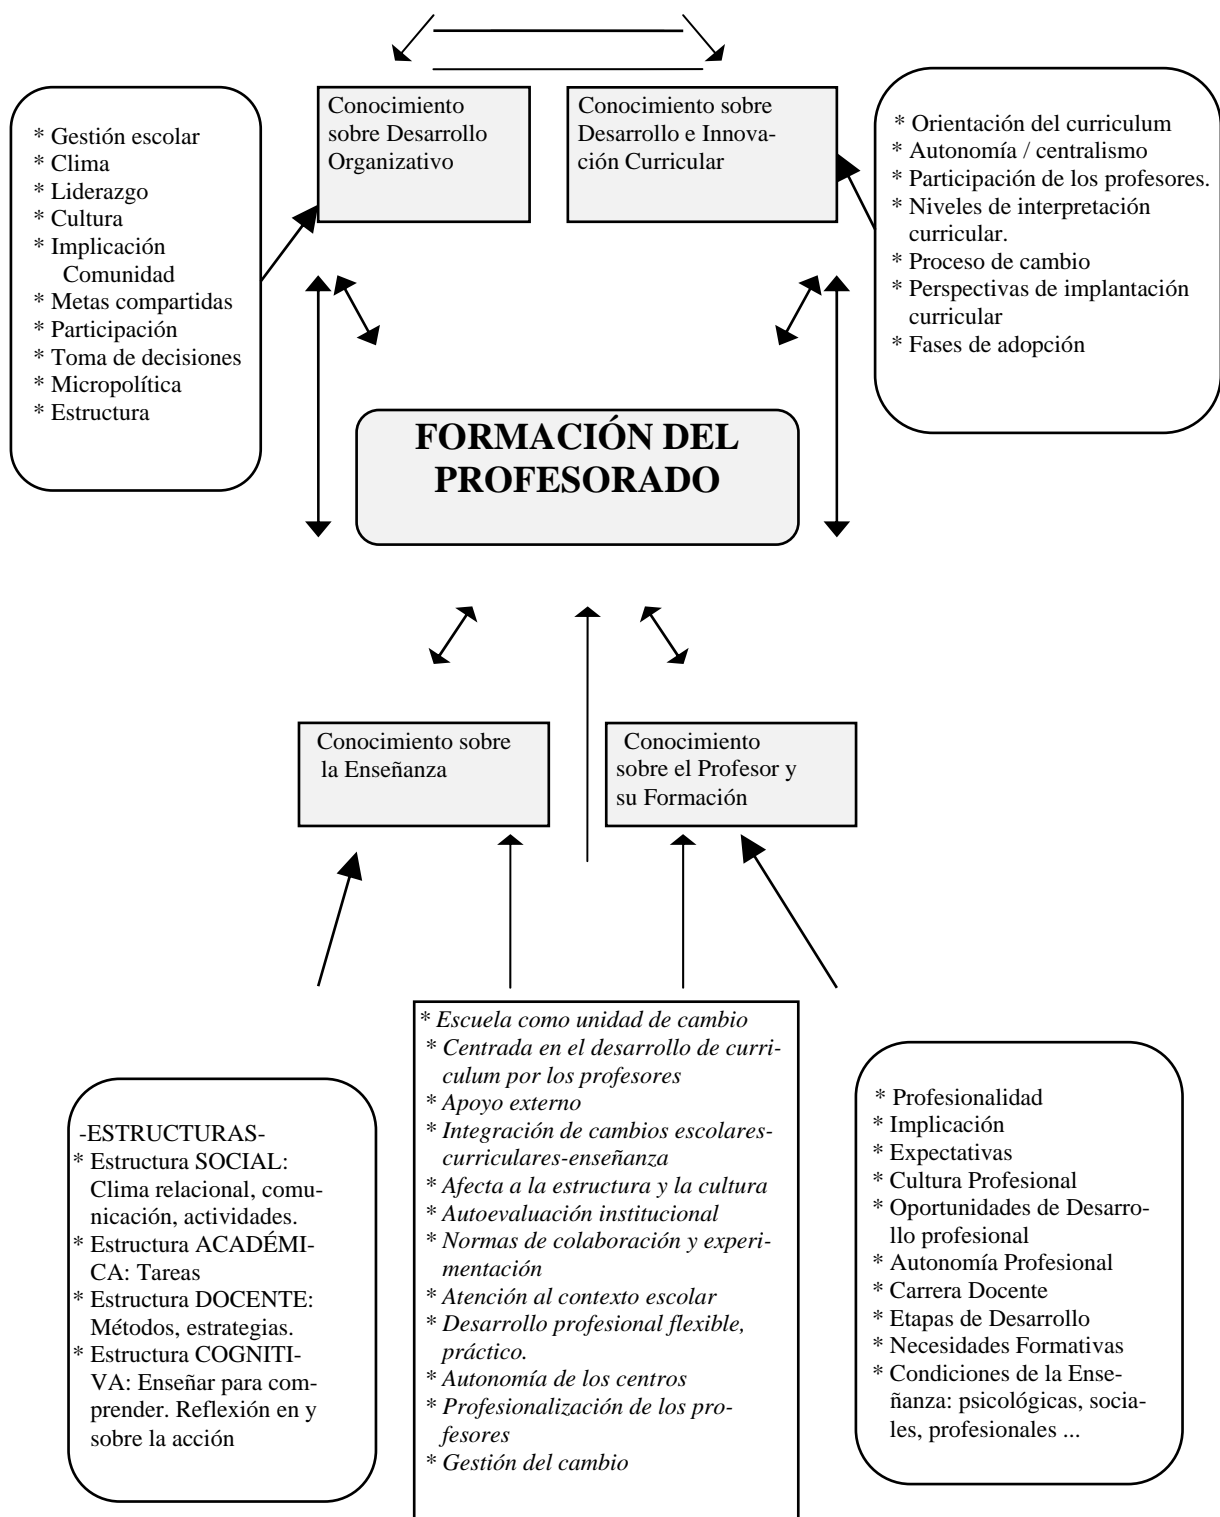 Conocimiento
sobre Desarrollo
Organizativo
Conocimiento sobre
Desarrollo e Innova-
ción Curricular
* Gestión escolar
* Clima
* Liderazgo
* Cultura
* Implicación
Comunidad
* Metas compartidas
* Participación
* Toma de decisiones
* Micropolítica
* Estructura
* Orientación del curriculum
* Autonomía / centralismo
* Participación de los profesores.
* Niveles de interpretación
curricular.
* Proceso de cambio
* Perspectivas de implantación
curricular
* Fases de adopción
FORMACIÓN DEL
PROFESORADO
Conocimiento sobre
la Enseñanza
Conocimiento
sobre el Profesor y
su Formación
-ESTRUCTURAS-
* Estructura SOCIAL:
Clima relacional, comu-
nicación, actividades.
* Estructura ACADÉMI-
CA: Tareas
* Estructura DOCENTE:
Métodos, estrategias.
* Estructura COGNITI-
VA: Enseñar para com-
prender. Reflexión en y
sobre la acción
* Escuela como unidad de cambio
* Centrada en el desarrollo de curri-
culum por los profesores
* Apoyo externo
* Integración de cambios escolares-
curriculares-enseñanza
* Afecta a la estructura y la cultura
* Autoevaluación institucional
* Normas de colaboración y experi-
mentación
* Atención al contexto escolar
* Desarrollo profesional flexible,
práctico.
* Autonomía de los centros
* Profesionalización de los pro-
fesores
* Gestión del cambio
* Profesionalidad
* Implicación
* Expectativas
* Cultura Profesional
* Oportunidades de Desarro-
llo profesional
* Autonomía Profesional
* Carrera Docente
* Etapas de Desarrollo
* Necesidades Formativas
* Condiciones de la Ense-
ñanza: psicológicas, socia-
les, profesionales ...